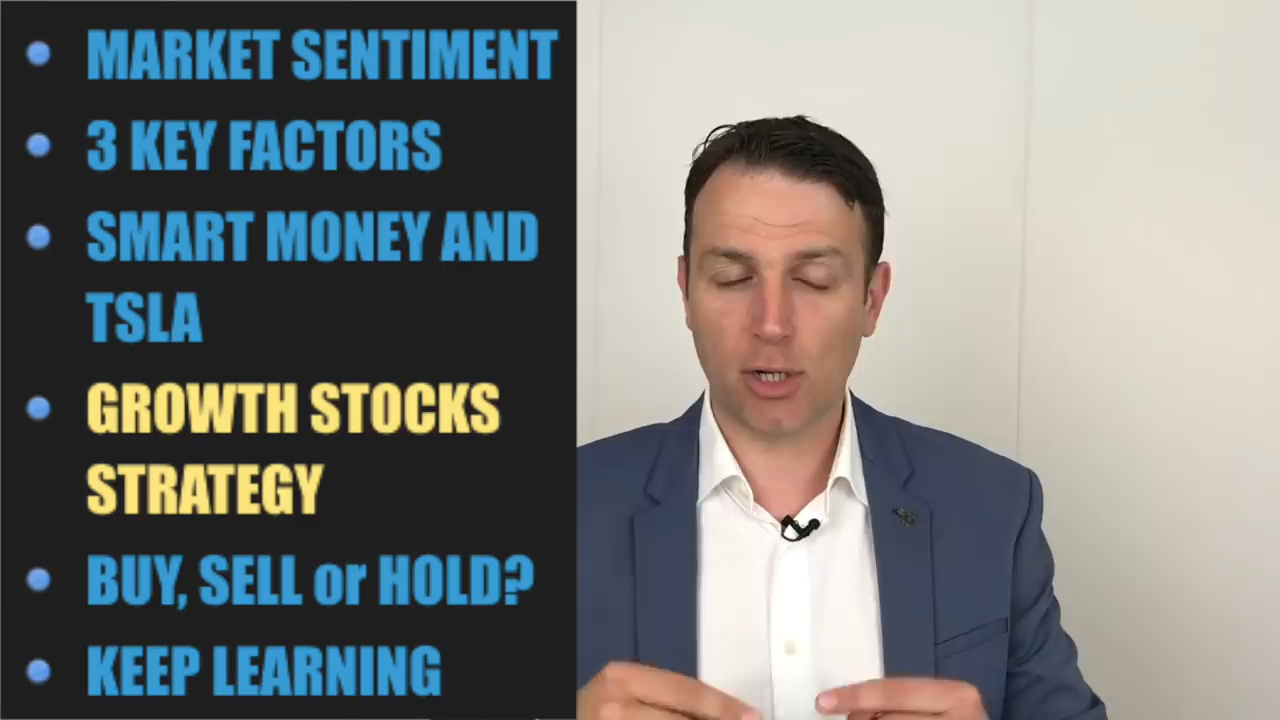 MARKET SENTIMENT
3 KEY FACTORS
SMART MONEY AND
TSLA
GROWTH STOCKS
STRATEGY
BUY, SELL or HOLD?
KEEP LEARNING